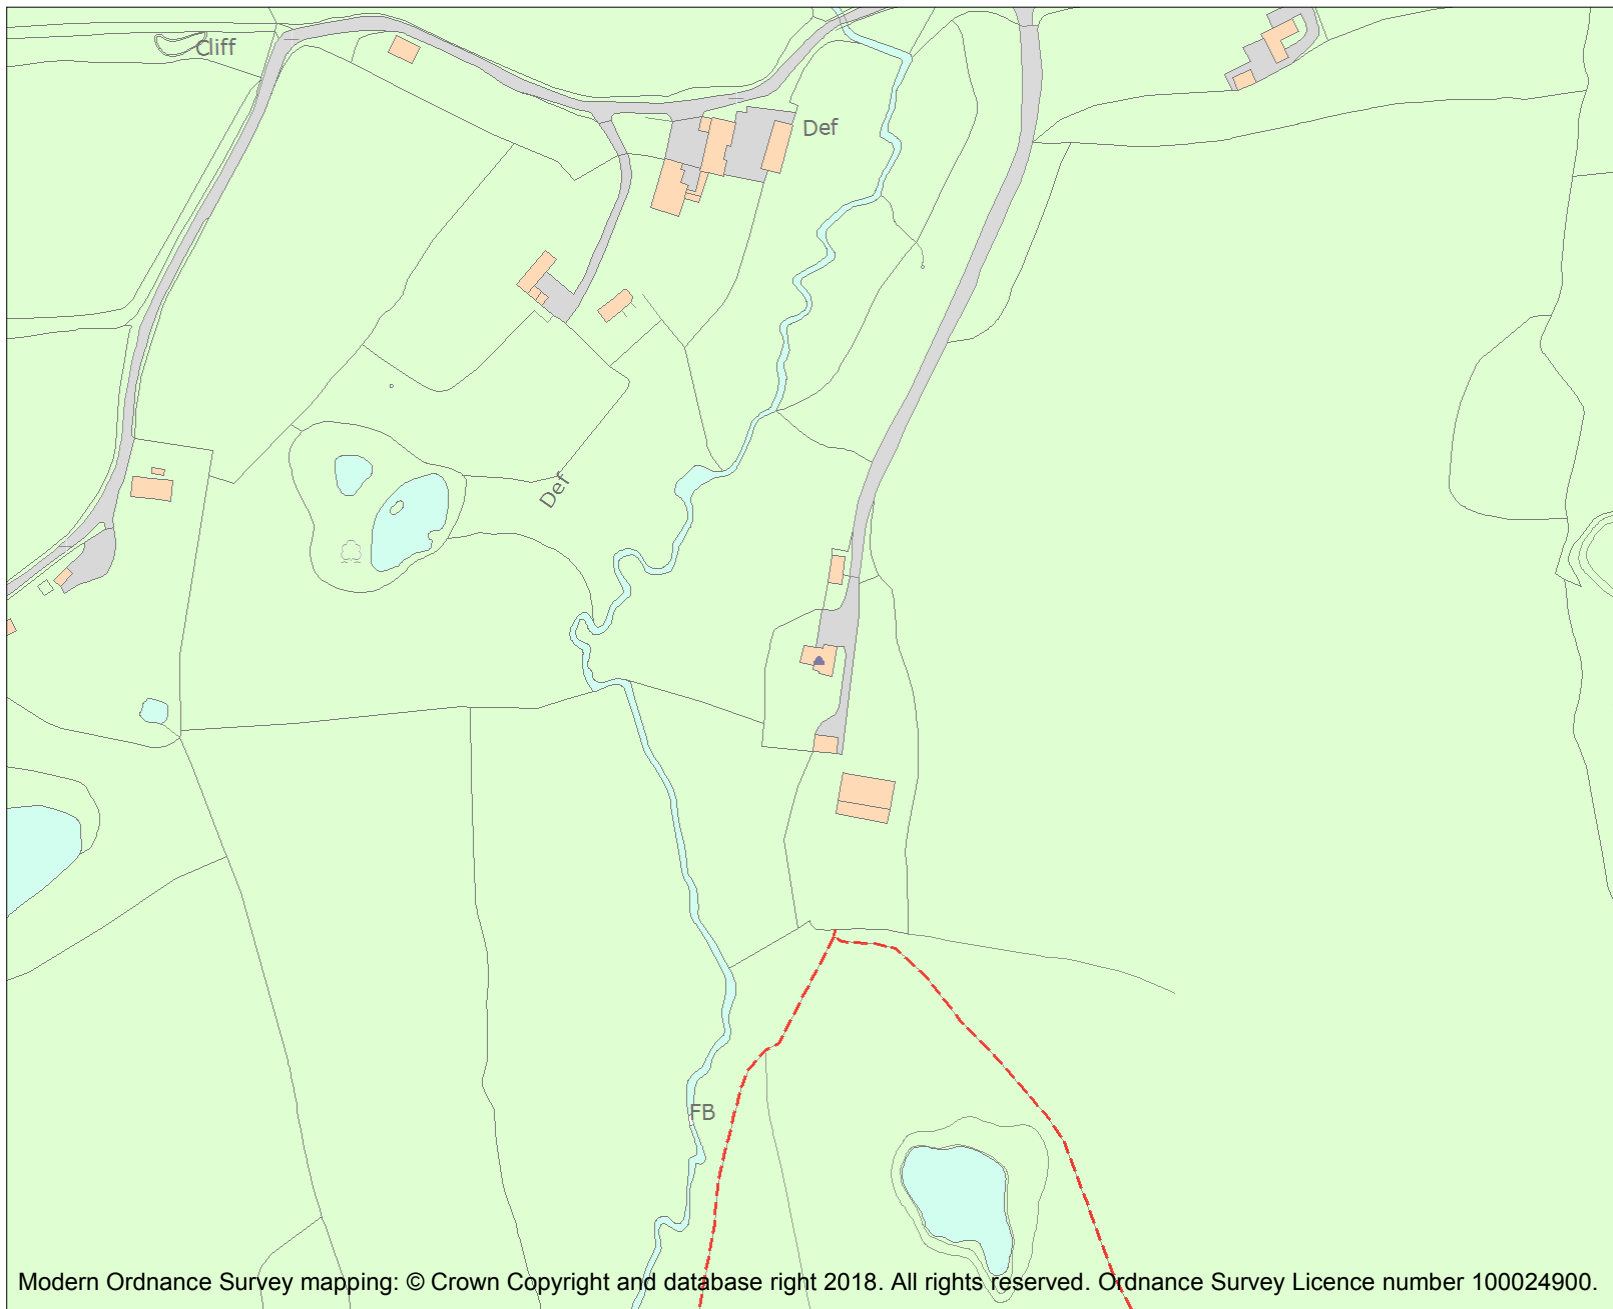 Cliff
Def
Def
FB
Modern Ordnance Survey mapping: © Crown Copyright and database right 2018. All rights reserved. Ordnance Survey Licence number 100024900.